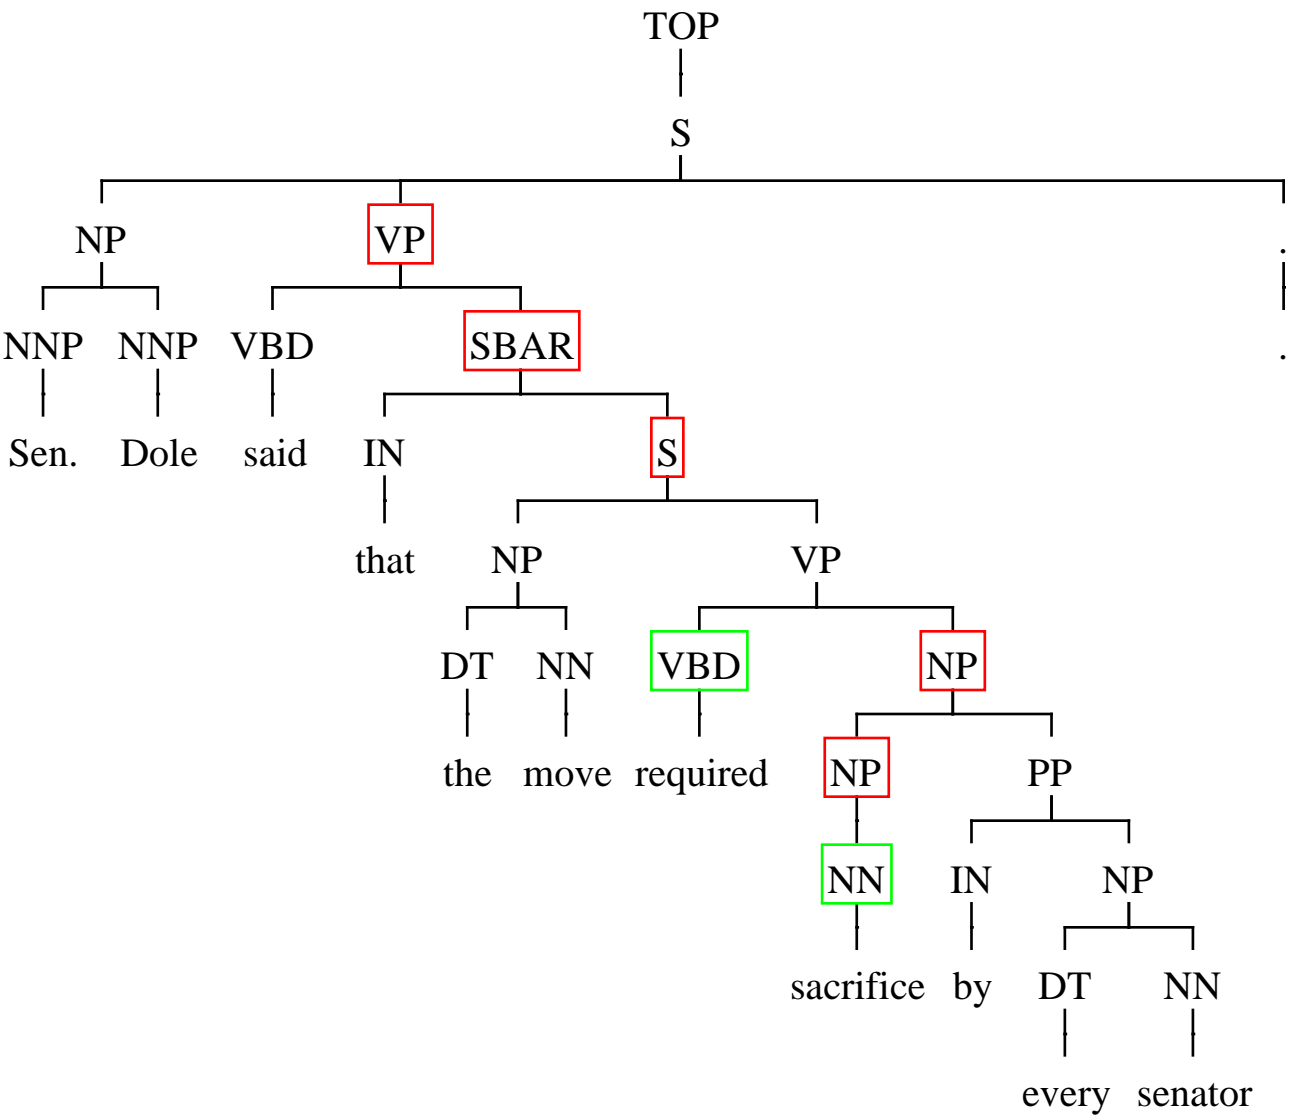 TOP
S
NP VP .
NNP NNP VBD SBAR .
Sen. Dole said IN S
that NP VP
DT NN VBD NP
the move required NP PP
NN IN NP
sacrifice by DT NN
every senator